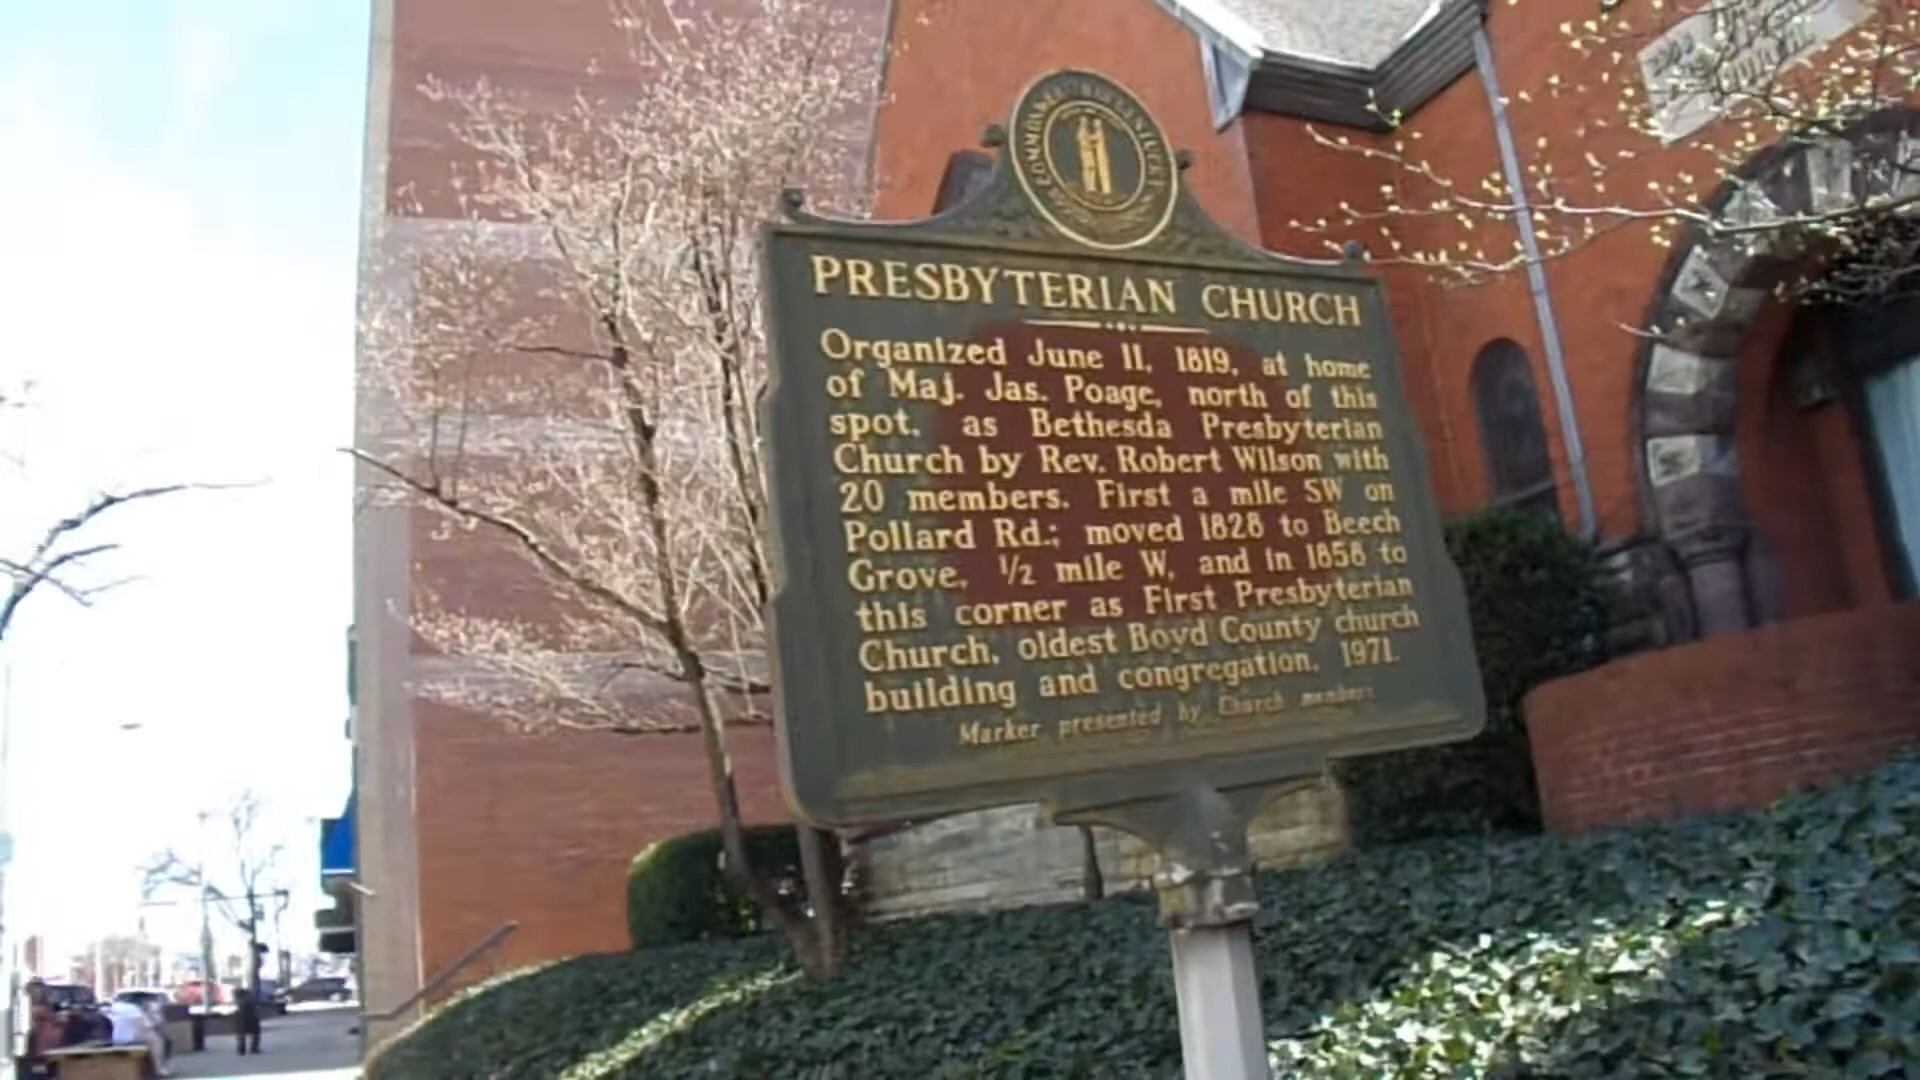 PRESBYTERIAN CHURCH
Organized June 11, 1819, at home
of Maj. Jas. Poage, north of this
spot, as Bethesda Presbyterian
Church by Rev. Robert Wilson with
20 members. First a mile SW on
Pollard Rd.; moved 1828 to Beech
Grove, ½ mile W, and in 1858 to
this corner as First Presbyterian
Church, oldest Boyd County church
building and congregation. 1971.
Marker presented by Church members